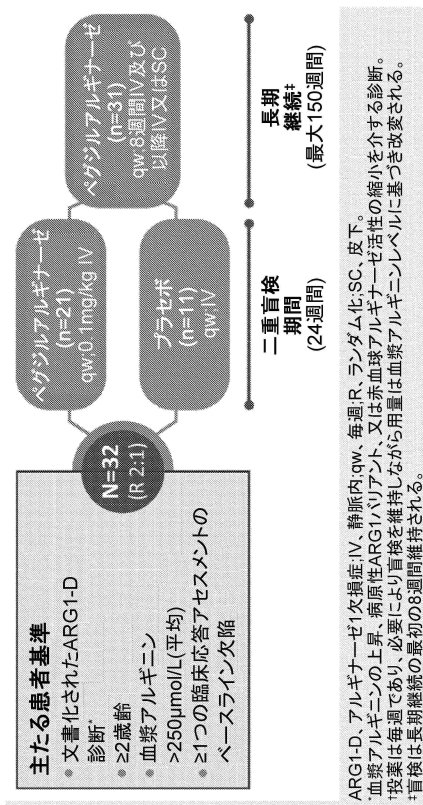 主たる患者基準
• 文書化されたARG1-D
診断*
• ≥2歳齢
• 血漿アルギニン
>250μmol/L(平均)
• ≥1つの臨床応答アセスメントの
ベースライン欠陥
N=32
(R 2:1)
ペグジルアルギナーゼ
(n=21)
qw;0.1mg/kg IV
プラセボ
(n=11)
qw:IV
ペグジルアルギナーゼ
(n=31)
qw:8週間IV及び
以降IV又はSC
二重盲検
期間
(24週間)
長期
継続‡
(最大150週間)
ARG1-D、アルギナーゼ1欠損症;IV、静脈内;qw、毎週;R、ランダム化;SC、皮下。
*血漿アルギニンの上昇、病原性ARG1バリアント、又は赤血球アルギナーゼ活性の縮小を介する診断。
†投薬は毎週であり、必要により盲検を維持しながら用量は血漿アルギニンレベルに基づき改変される。
‡盲検は長期継続の最初の8週間維持される。